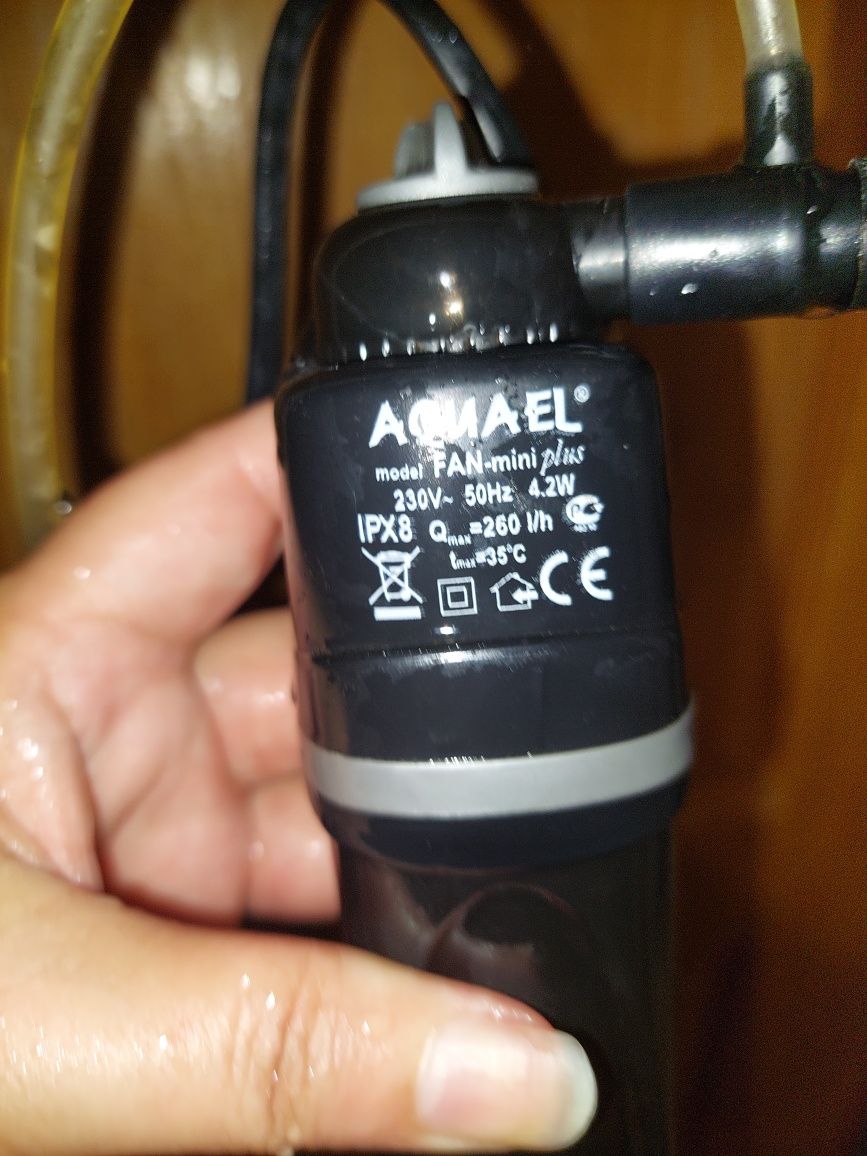 AQUAEL®
model FAN-mini plus
230V~ 50Hz 4.2W
IPX8 Qmax=260 l/h
tmax=35°C
CE